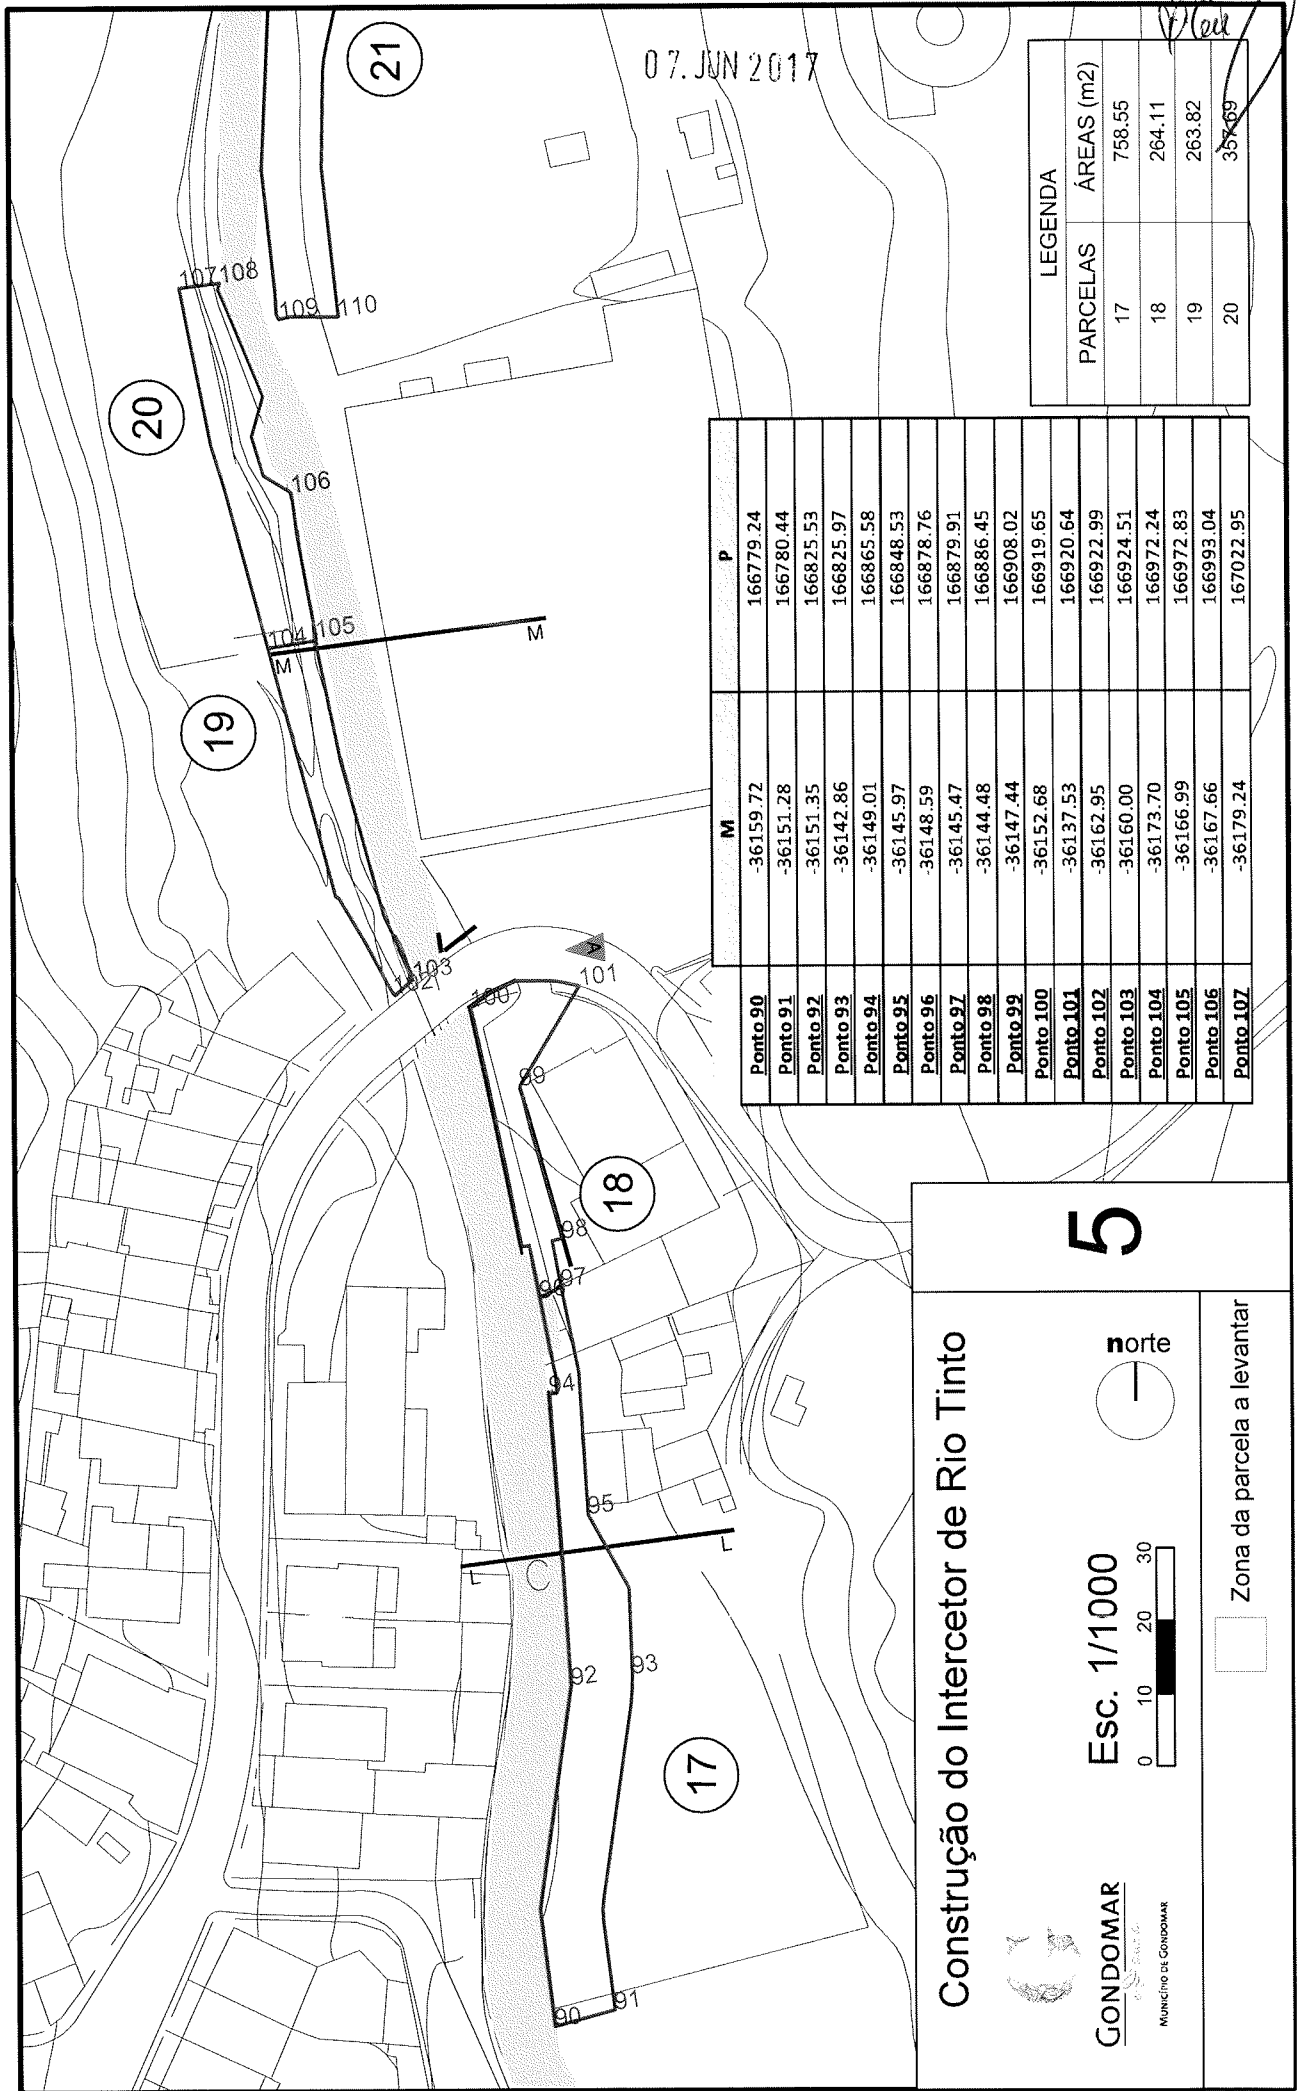 07. JUN 2017
21
20
19
18
17
107
108
109
110
106
104
105
M
M
103
102
100
101
A
99
98
97
96
94
95
L
L
C
92
93
90
91
LEGENDA
PARCELAS ÁREAS (m2)
17 758.55
18 264.11
19 263.82
20 357.69
M P
Ponto 90 -36159.72 166779.24
Ponto 91 -36151.28 166780.44
Ponto 92 -36151.35 166825.53
Ponto 93 -36142.86 166825.97
Ponto 94 -36149.01 166865.58
Ponto 95 -36145.97 166848.53
Ponto 96 -36148.59 166878.76
Ponto 97 -36145.47 166879.91
Ponto 98 -36144.48 166886.45
Ponto 99 -36147.44 166908.02
Ponto 100 -36152.68 166919.65
Ponto 101 -36137.53 166920.64
Ponto 102 -36162.95 166922.99
Ponto 103 -36160.00 166924.51
Ponto 104 -36173.70 166972.24
Ponto 105 -36166.99 166972.83
Ponto 106 -36167.66 166993.04
Ponto 107 -36179.24 167022.95
Construção do Intercetor de Rio Tinto
5
GONDOMAR
MUNICÍPIO DE GONDOMAR
Esc. 1/1000
0 10 20 30
norte
Zona da parcela a levantar